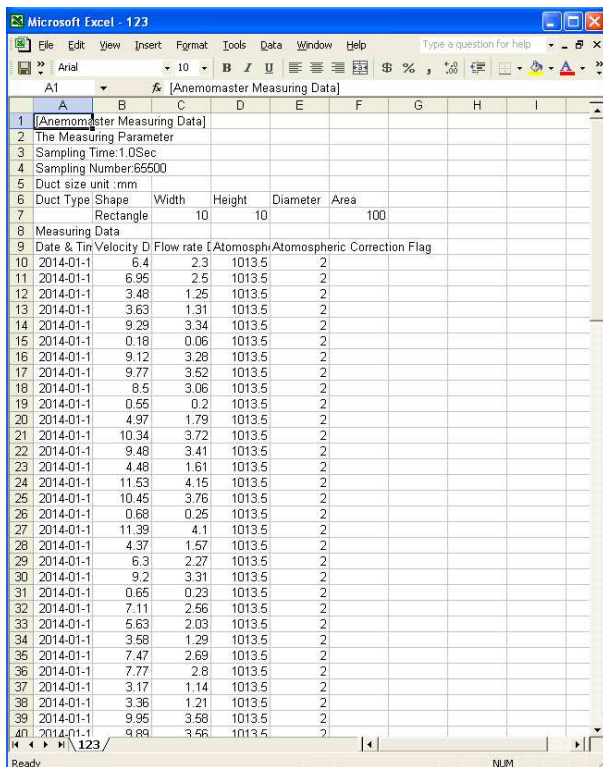 Microsoft Excel - 123
File Edit View Insert Format Tools Data Window Help Type a question for help
Arial 10 B I U $ % ,
A1 fx [Anemomaster Measuring Data]
A B C D E F G H I
1 [Anemomaster Measuring Data]
2 The Measuring Parameter
3 Sampling Time:1.0Sec
4 Sampling Number:65500
5 Duct size unit :mm
6 Duct Type Shape Width Height Diameter Area
7 Rectangle 10 10 100
8 Measuring Data
9 Date & Tin Velocity D Flow rate D Atomosphe Atomospheric Correction Flag
10 2014-01-1 6.4 2.3 1013.5 2
11 2014-01-1 6.95 2.5 1013.5 2
12 2014-01-1 3.48 1.25 1013.5 2
13 2014-01-1 3.63 1.31 1013.5 2
14 2014-01-1 9.29 3.34 1013.5 2
15 2014-01-1 0.18 0.06 1013.5 2
16 2014-01-1 9.12 3.28 1013.5 2
17 2014-01-1 9.77 3.52 1013.5 2
18 2014-01-1 8.5 3.06 1013.5 2
19 2014-01-1 0.55 0.2 1013.5 2
20 2014-01-1 4.97 1.79 1013.5 2
21 2014-01-1 10.34 3.72 1013.5 2
22 2014-01-1 9.48 3.41 1013.5 2
23 2014-01-1 4.48 1.61 1013.5 2
24 2014-01-1 11.53 4.15 1013.5 2
25 2014-01-1 10.45 3.76 1013.5 2
26 2014-01-1 0.68 0.25 1013.5 2
27 2014-01-1 11.39 4.1 1013.5 2
28 2014-01-1 4.37 1.57 1013.5 2
29 2014-01-1 6.3 2.27 1013.5 2
30 2014-01-1 9.2 3.31 1013.5 2
31 2014-01-1 0.65 0.23 1013.5 2
32 2014-01-1 7.11 2.56 1013.5 2
33 2014-01-1 5.63 2.03 1013.5 2
34 2014-01-1 3.58 1.29 1013.5 2
35 2014-01-1 7.47 2.69 1013.5 2
36 2014-01-1 7.77 2.8 1013.5 2
37 2014-01-1 3.17 1.14 1013.5 2
38 2014-01-1 3.36 1.21 1013.5 2
39 2014-01-1 9.95 3.58 1013.5 2
40 2014-01-1 9.89 3.56 1013.5 2
123
Ready NUM